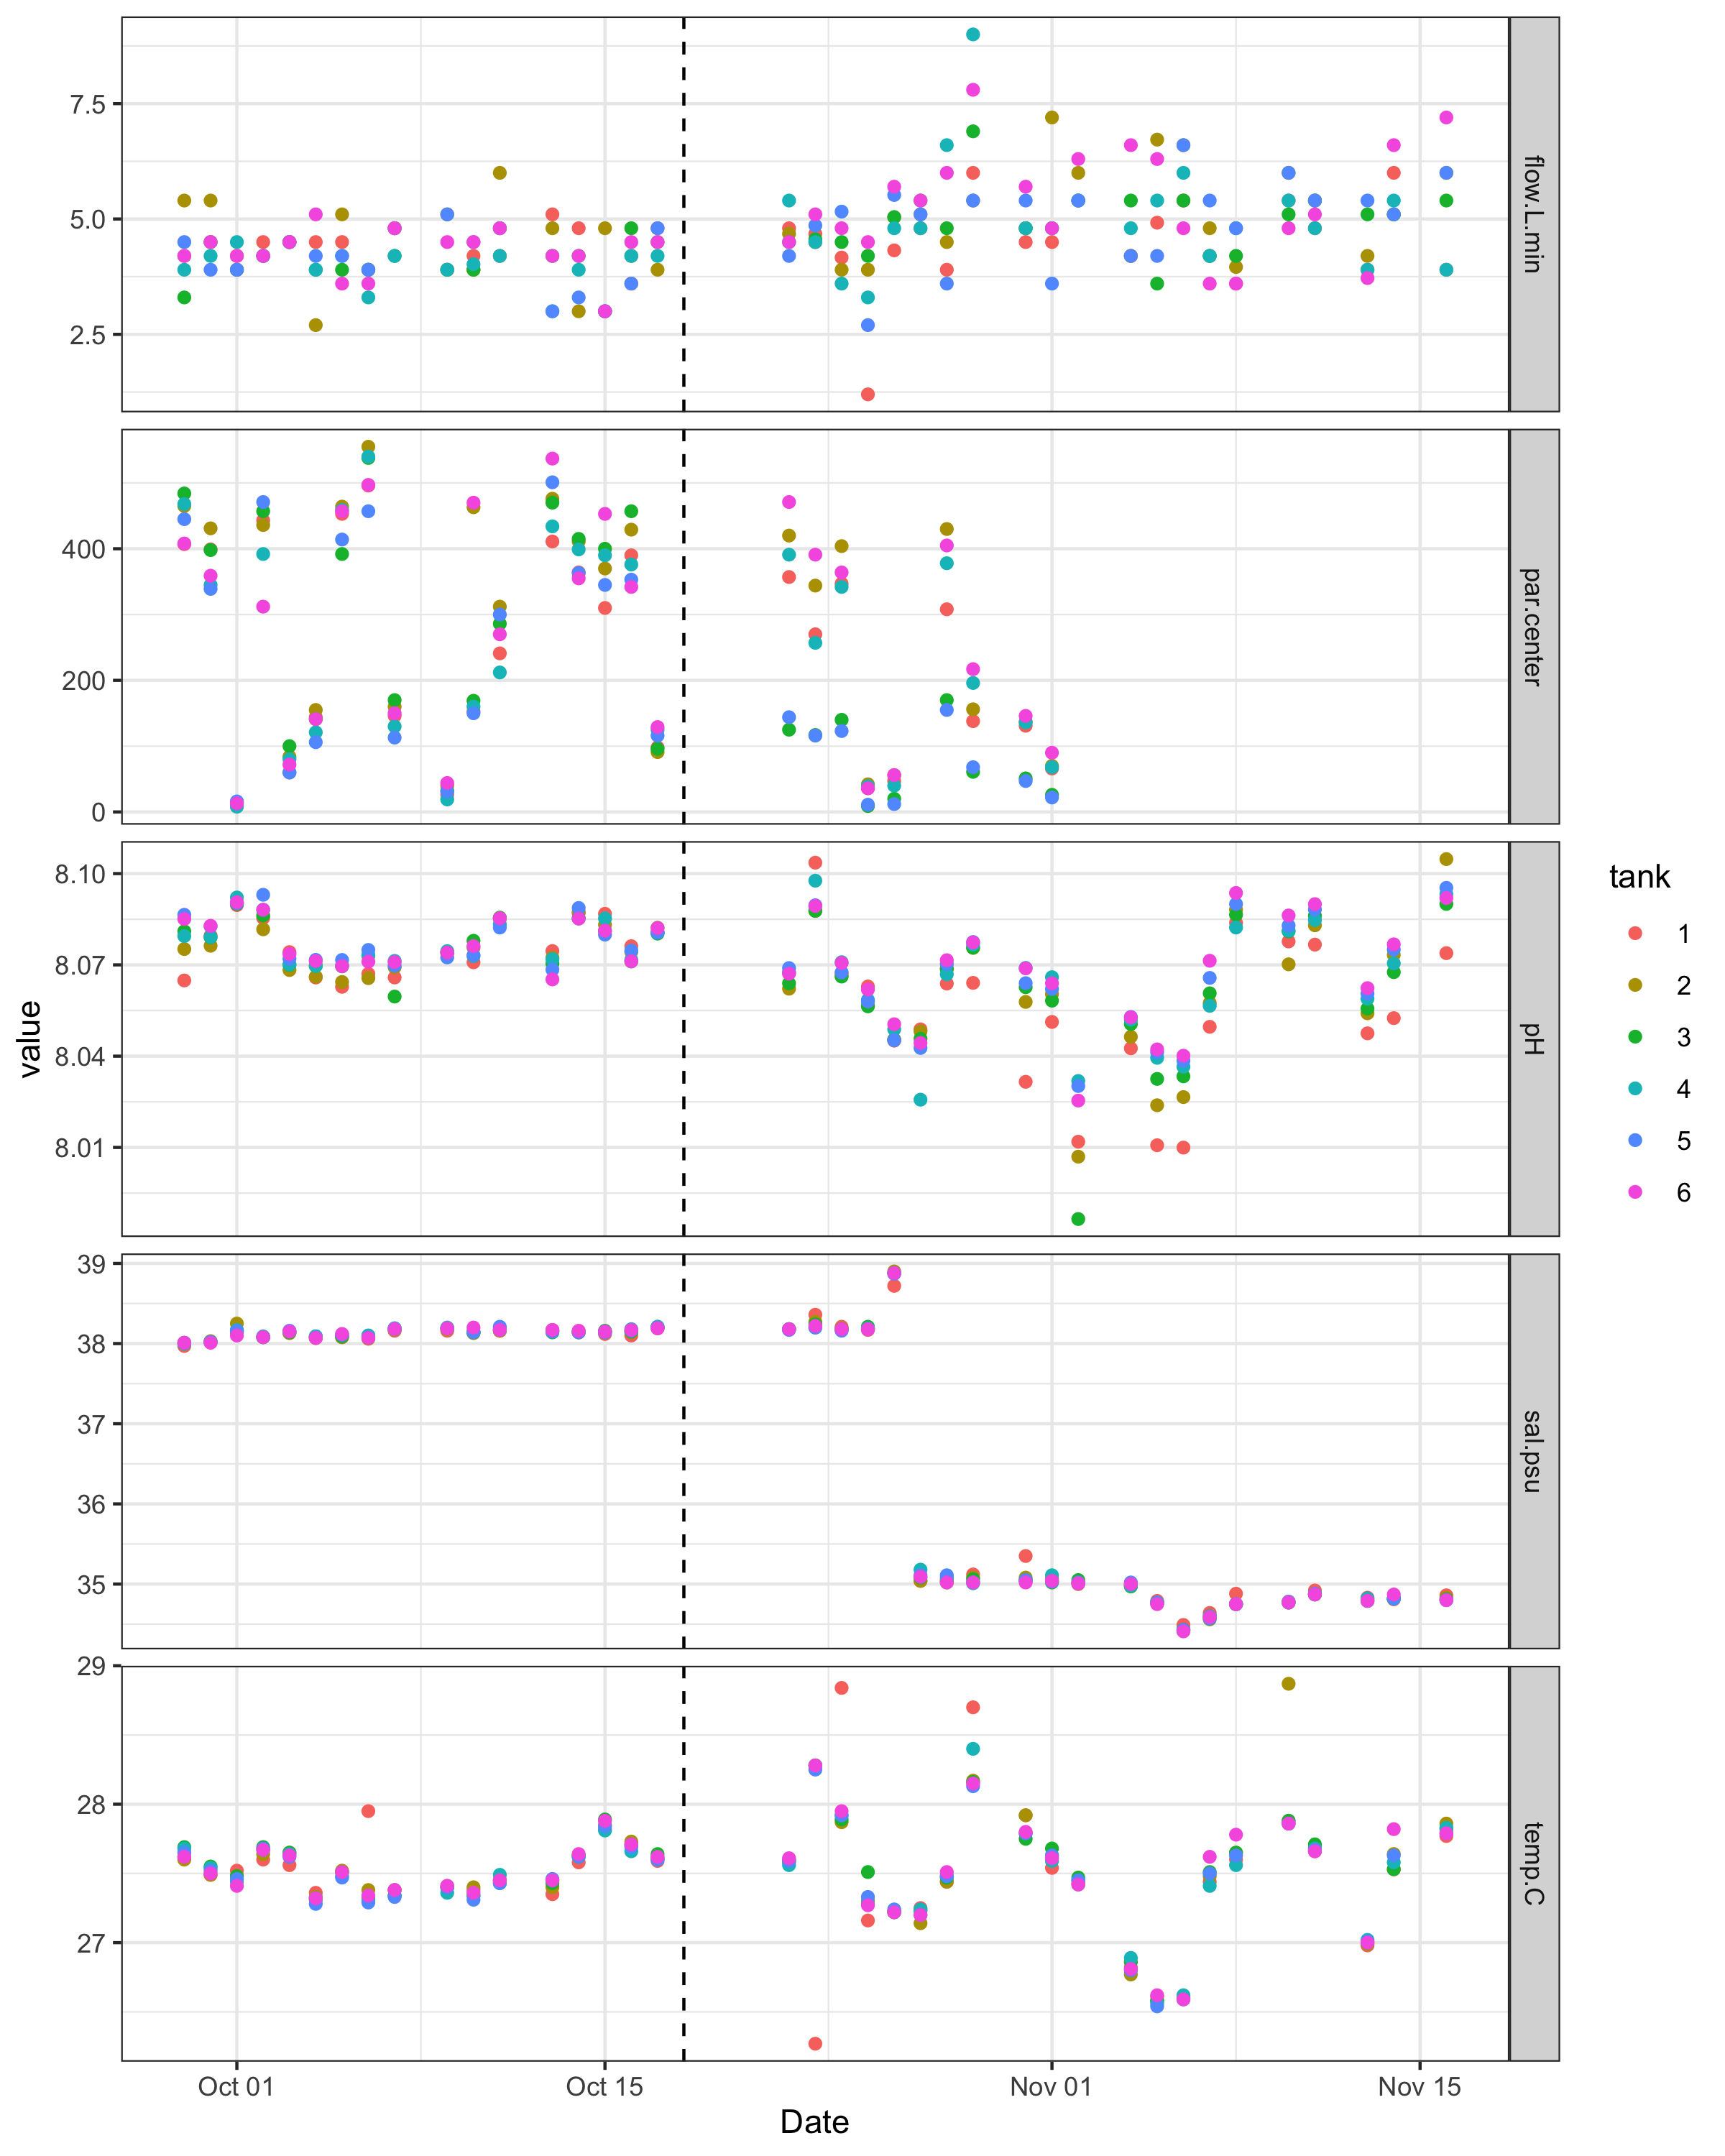 7.5
5.0
2.5
flow.L.min
400
200
0
par.center
8.10
8.07
8.04
8.01
pH
39
38
37
36
35
sal.psu
29
28
27
temp.C
value
Oct 01
Oct 15
Nov 01
Nov 15
Date
tank
1
2
3
4
5
6